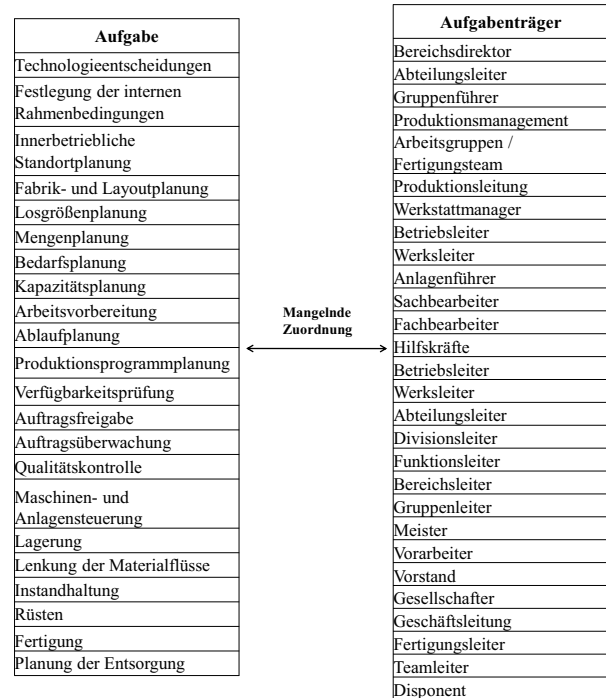 Aufgabe
Technologieentscheidungen
Festlegung der internen
Rahmenbedingungen
Innerbetriebliche
Standortplanung
Fabrik- und Layoutplanung
Losgrößenplanung
Mengenplanung
Bedarfsplanung
Kapazitätsplanung
Arbeitsvorbereitung
Ablaufplanung
Produktionsprogrammplanung
Verfügbarkeitsprüfung
Auftragsfreigabe
Auftragsüberwachung
Qualitätskontrolle
Maschinen- und
Anlagensteuerung
Lagerung
Lenkung der Materialflüsse
Instandhaltung
Rüsten
Fertigung
Planung der Entsorgung
Mangelnde
Zuordnung
Aufgabenträger
Bereichsdirektor
Abteilungsleiter
Gruppenführer
Produktionsmanagement
Arbeitsgruppen /
Fertigungsteam
Produktionsleitung
Werkstattmanager
Betriebsleiter
Werksleiter
Anlagenführer
Sachbearbeiter
Fachbearbeiter
Hilfskräfte
Betriebsleiter
Werksleiter
Abteilungsleiter
Divisionsleiter
Funktionsleiter
Bereichsleiter
Gruppenleiter
Meister
Vorarbeiter
Vorstand
Gesellschafter
Geschäftsleitung
Fertigungsleiter
Teamleiter
Disponent